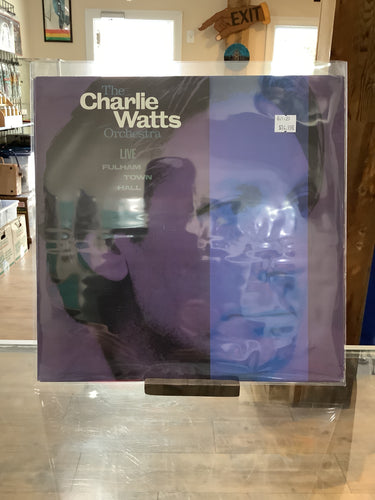 EXIT
The
Charlie
Watts
Orchestra
LIVE
FULHAM
TOWN
HALL